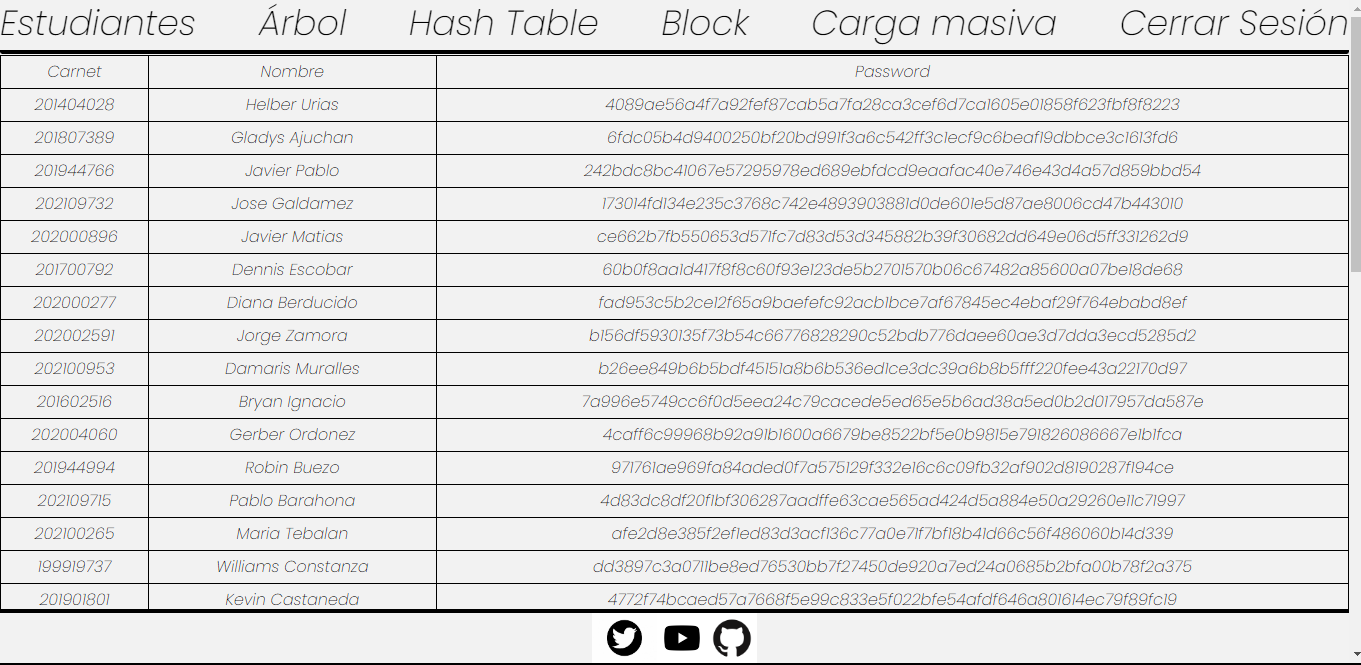 Estudiantes Árbol Hash Table Block Carga masiva Cerrar Sesión
Carnet Nombre Password
201404028 Helber Urias 4089ae56a4f7a92fef87cab5a7fa28ca3cef6d7ca1605e01858f623fbf8f8223
201807389 Gladys Ajuchan 6fdc05b4d9400250bf20bd991f3a6c542ff3c1ecf9c6beaf19dbbce3c1613fd6
201944766 Javier Pablo 242bdc8bc41067e57295978ed689ebfdcd9eaafac40e746e43d4a57d859bbd54
202109732 Jose Galdamez 173014fd134e235c3768c742e4893903881d0de601e5d87ae8006cd47b443010
202000896 Javier Matias ce662b7fb550653d571fc7d83d53d345882b39f30682dd649e06d5ff331262d9
201700792 Dennis Escobar 60b0f8aa1d417f8f8c60f93e123de5b2701570b06c67482a85600a07be18de68
202000277 Diana Berducido fad953c5b2ce12f65a9baefefc92acb1bce7af67845ec4ebaf29f764ebabd8ef
202002591 Jorge Zamora b156df5930135f73b54c66776828290c52bdb776daee60ae3d7dda3ecd5285d2
202100953 Damaris Muralles b26ee849b6b5bdf45151a8b6b536ed1ce3dc39a6b8b5fff220fee43a22170d97
201602516 Bryan Ignacio 7a996e5749cc6f0d5eea24c79cacede5ed65e5b6ad38a5ed0b2d017957da587e
202004060 Gerber Ordonez 4caff6c99968b92a91b1600a6679be8522bf5e0b9815e791826086667e1b1fca
201944994 Robin Buezo 971761ae969fa84aded0f7a575129f332e16c6c09fb32af902d8190287f194ce
202109715 Pablo Barahona 4d83dc8df20f1bf306287aadffe63cae565ad424d5a884e50a29260e11c71997
202100265 Maria Tebalan afe2d8e385f2ef1ed83d3acf136c77a0e71f7bf18b41d66c56f486060b14d339
199919737 Williams Constanza dd3897c3a0711be8ed76530bb7f27450de920a7ed24a0685b2bfa00b78f2a375
201901801 Kevin Castaneda 4772f74bcaed57a7668f5e99c833e5f022bfe54afdf646a801614ec79f89fc19